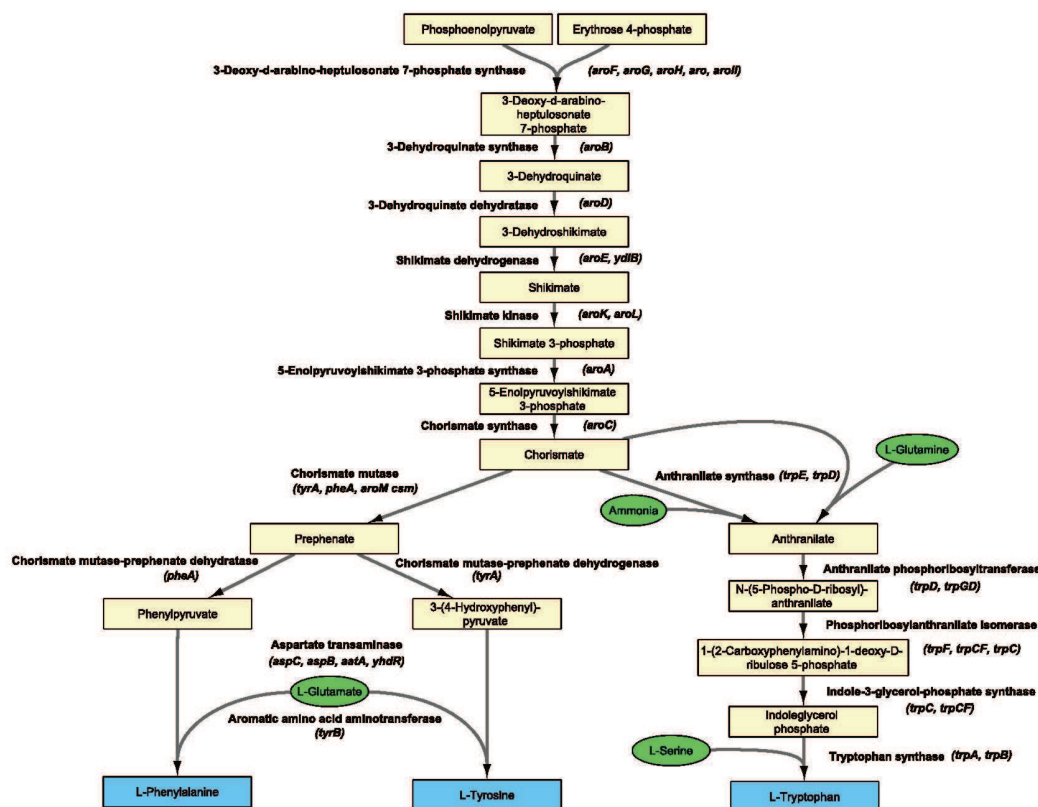 Phosphoenolpyruvate
Erythrose 4-phosphate
3-Deoxy-d-arabino-heptulosonate 7-phosphate synthase
(aroF, aroG, aroH, aro, aroII)
3-Deoxy-d-arabino-
heptulosonate
7-phosphate
3-Dehydroquinate synthase
(aroB)
3-Dehydroquinate
3-Dehydroquinate dehydratase
(aroD)
3-Dehydroshikimate
Shikimate dehydrogenase
(aroE, ydiB)
Shikimate
Shikimate kinase
(aroK, aroL)
Shikimate 3-phosphate
5-Enolpyruvoylshikimate 3-phosphate synthase
(aroA)
5-Enolpyruvoylshikimate
3-phosphate
Chorismate synthase
(aroC)
Chorismate
L-Glutamine
Chorismate mutase
(tyrA, pheA, aroM csm)
Anthranilate synthase (trpE, trpD)
Ammonia
Prephenate
Anthranilate
Chorismate mutase-prephenate dehydratase
(pheA)
Chorismate mutase-prephenate dehydrogenase
(tyrA)
Anthranilate phosphoribosyltransferase
(trpD, trpGD)
Phenylpyruvate
3-(4-Hydroxyphenyl)-
pyruvate
N-(5-Phospho-D-ribosyl)-
anthranilate
Phosphoribosylanthranilate isomerase
(trpF, trpCF, trpC)
Aspartate transaminase
(aspC, aspB, aatA, yhdR)
1-(2-Carboxyphenylamino)-1-deoxy-D-
ribulose 5-phosphate
L-Glutamate
Indole-3-glycerol-phosphate synthase
(trpC, trpCF)
Aromatic amino acid aminotransferase
(tyrB)
Indoleglycerol
phosphate
L-Serine
Tryptophan synthase (trpA, trpB)
L-Phenylalanine
L-Tyrosine
L-Tryptophan